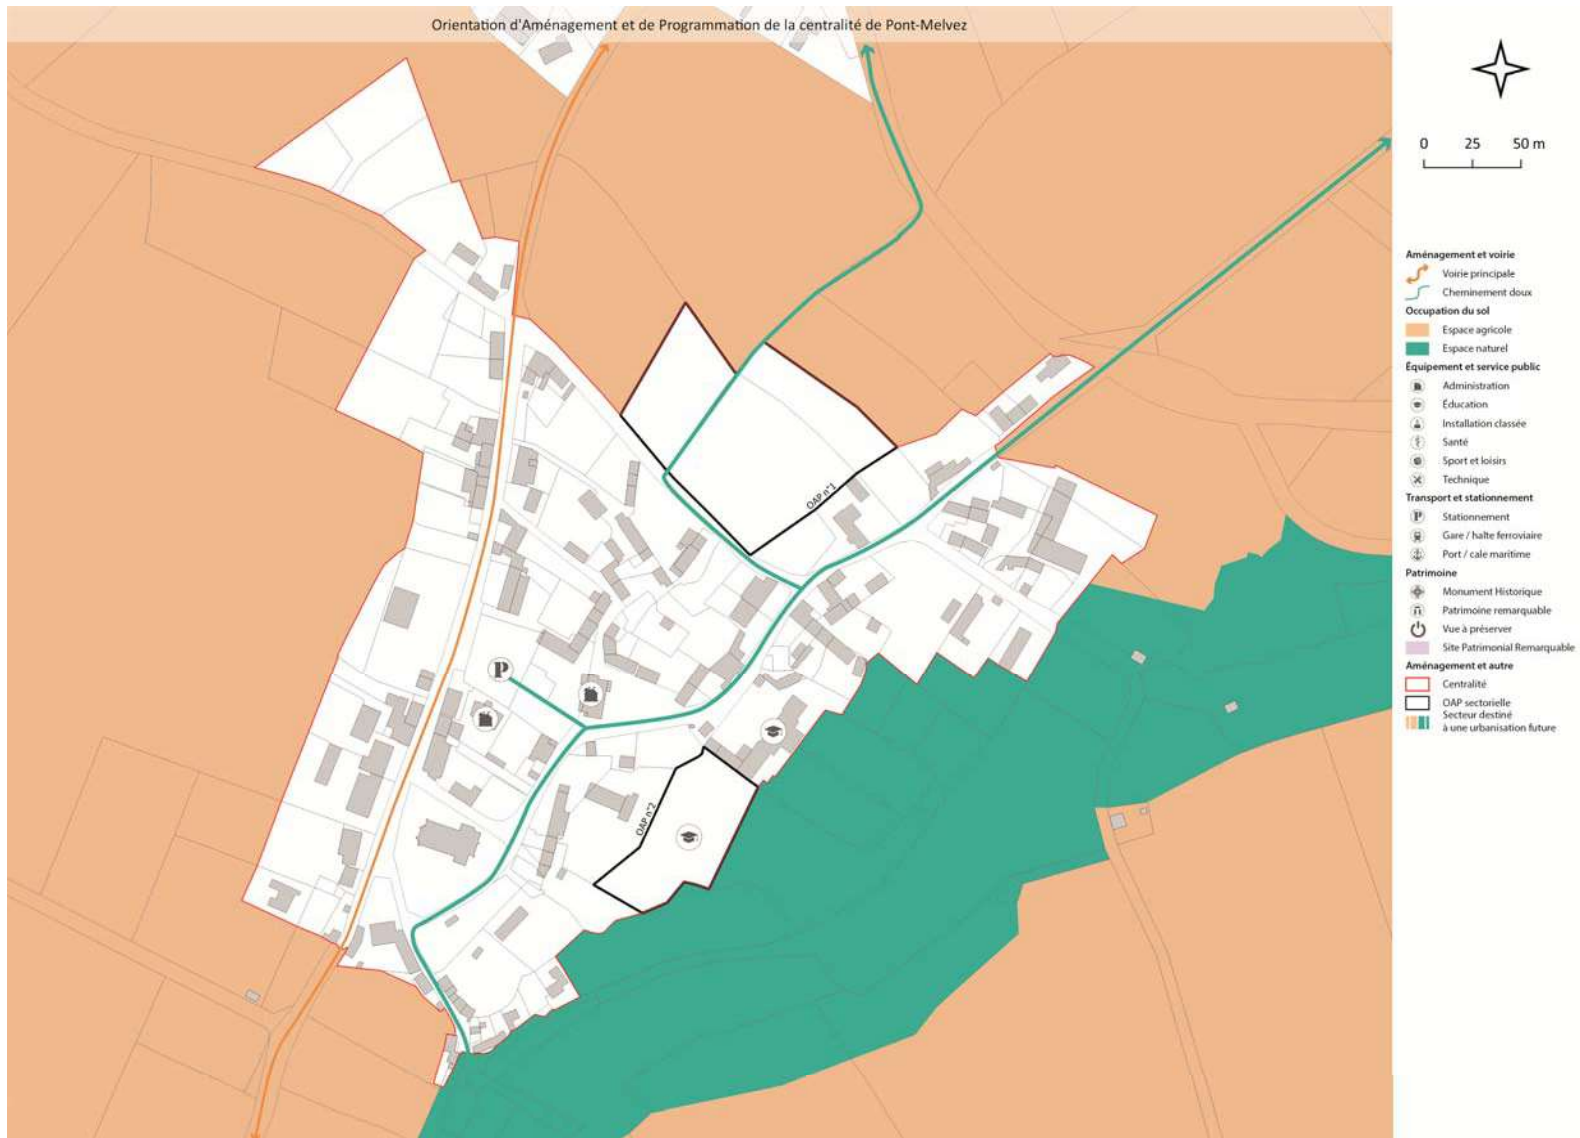 Orientation d'Aménagement et de Programmation de la centralité de Pont-Melvez
0 25 50 m
Aménagement et voirie
Voirie principale
Cheminement doux
Occupation du sol
Espace agricole
Espace naturel
Équipement et service public
Administration
Éducation
Installation classée
Santé
Sport et loisirs
Technique
Transport et stationnement
P Stationnement
Gare / halte ferroviaire
Port / cale maritime
Patrimoine
Monument Historique
Patrimoine remarquable
Vue à préserver
Site Patrimonial Remarquable
Aménagement et autre
Centralité
OAP sectorielle
Secteur destiné
à une urbanisation future
OAP n°1
P
OAP n°2